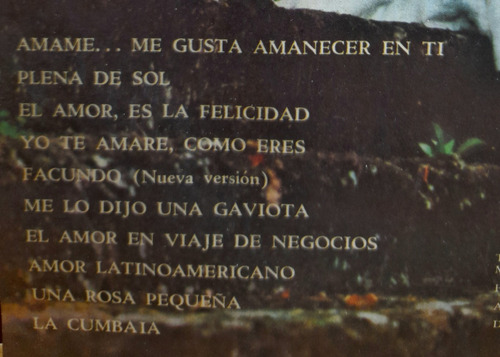 AMAME... ME GUSTA AMANECER EN TI
PLENA DE SOL
EL AMOR, ES LA FELICIDAD
YO TE AMARE, COMO ERES
FACUNDO (Nueva versión)
ME LO DIJO UNA GAVIOTA
EL AMOR EN VIAJE DE NEGOCIOS
AMOR LATINOAMERICANO
UNA ROSA PEQUEÑA
LA CUMBAIA